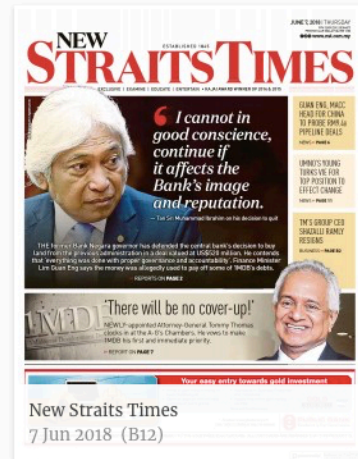 JUNE 7, 2018 | THURSDAY
NEW
ESTABLISHED 1845
STRAITS TIMES
I cannot in
good conscience,
continue if
it affects the
Bank's image
and reputation.
— Tan Sri Muhammad Ibrahim on his decision to quit
THE former Bank Negara governor has defended the central bank's decision to buy
land from the previous administration in a deal valued at US$520 million. He contends
that 'everything was done with proper governance and accountability'. Finance Minister
Lim Guan Eng says the money was allegedly used to pay off some of 1MDB's debts.
» REPORTS ON PAGE 2
GUAN ENG, MACC
HEAD FOR CHINA
TO PROBE
PIPELINE DEALS
NEWS » PAGE
UMNO'S YOUNG
TURKS VIE FOR
TOP POSITION TO
EFFECT CHANGE
NEWS » PAGE
TM'S GROUP CEO
SHAZALLI RAMLY
RESIGNS
BUSINESS » PAGE
1MDB
'There will be no cover-up!'
NEWLY-appointed Attorney-General Tommy Thomas
clocks in at the A-G's Chambers. He vows to make
1MDB his first and immediate priority.
» REPORT ON PAGE 7
Your easy entry towards gold investment
New Straits Times
7 Jun 2018 (B12)